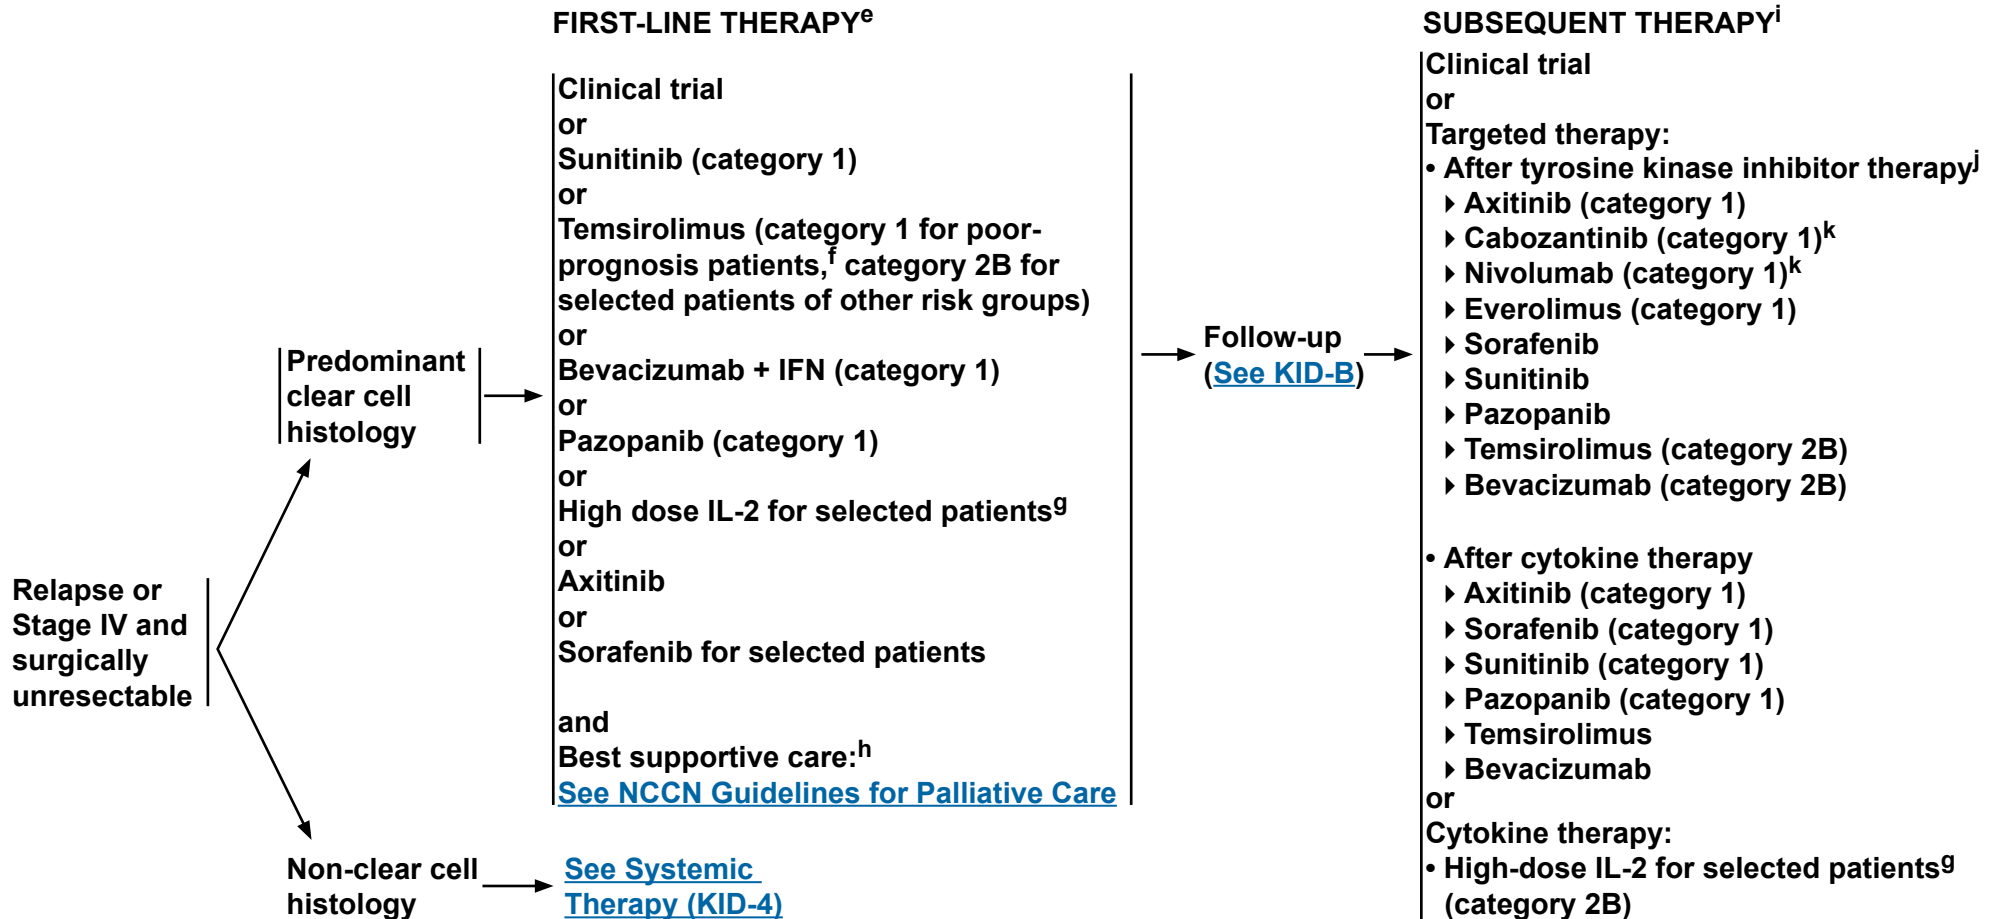 FIRST-LINE THERAPYe
SUBSEQUENT THERAPYi
Relapse or
Stage IV and
surgically
unresectable
Predominant
clear cell
histology
Clinical trial
or
Sunitinib (category 1)
or
Temsirolimus (category 1 for poor-
prognosis patients,f category 2B for
selected patients of other risk groups)
or
Bevacizumab + IFN (category 1)
or
Pazopanib (category 1)
or
High dose IL-2 for selected patientsg
or
Axitinib
or
Sorafenib for selected patients
and
Best supportive care:h
See NCCN Guidelines for Palliative Care
Follow-up
(See KID-B)
Clinical trial
or
Targeted therapy:
• After tyrosine kinase inhibitor therapyj
Axitinib (category 1)
Cabozantinib (category 1)k
Nivolumab (category 1)k
Everolimus (category 1)
Sorafenib
Sunitinib
Pazopanib
Temsirolimus (category 2B)
Bevacizumab (category 2B)
• After cytokine therapy
Axitinib (category 1)
Sorafenib (category 1)
Sunitinib (category 1)
Pazopanib (category 1)
Temsirolimus
Bevacizumab
or
Cytokine therapy:
• High-dose IL-2 for selected patientsg
(category 2B)
Non-clear cell
histology
See Systemic
Therapy (KID-4)